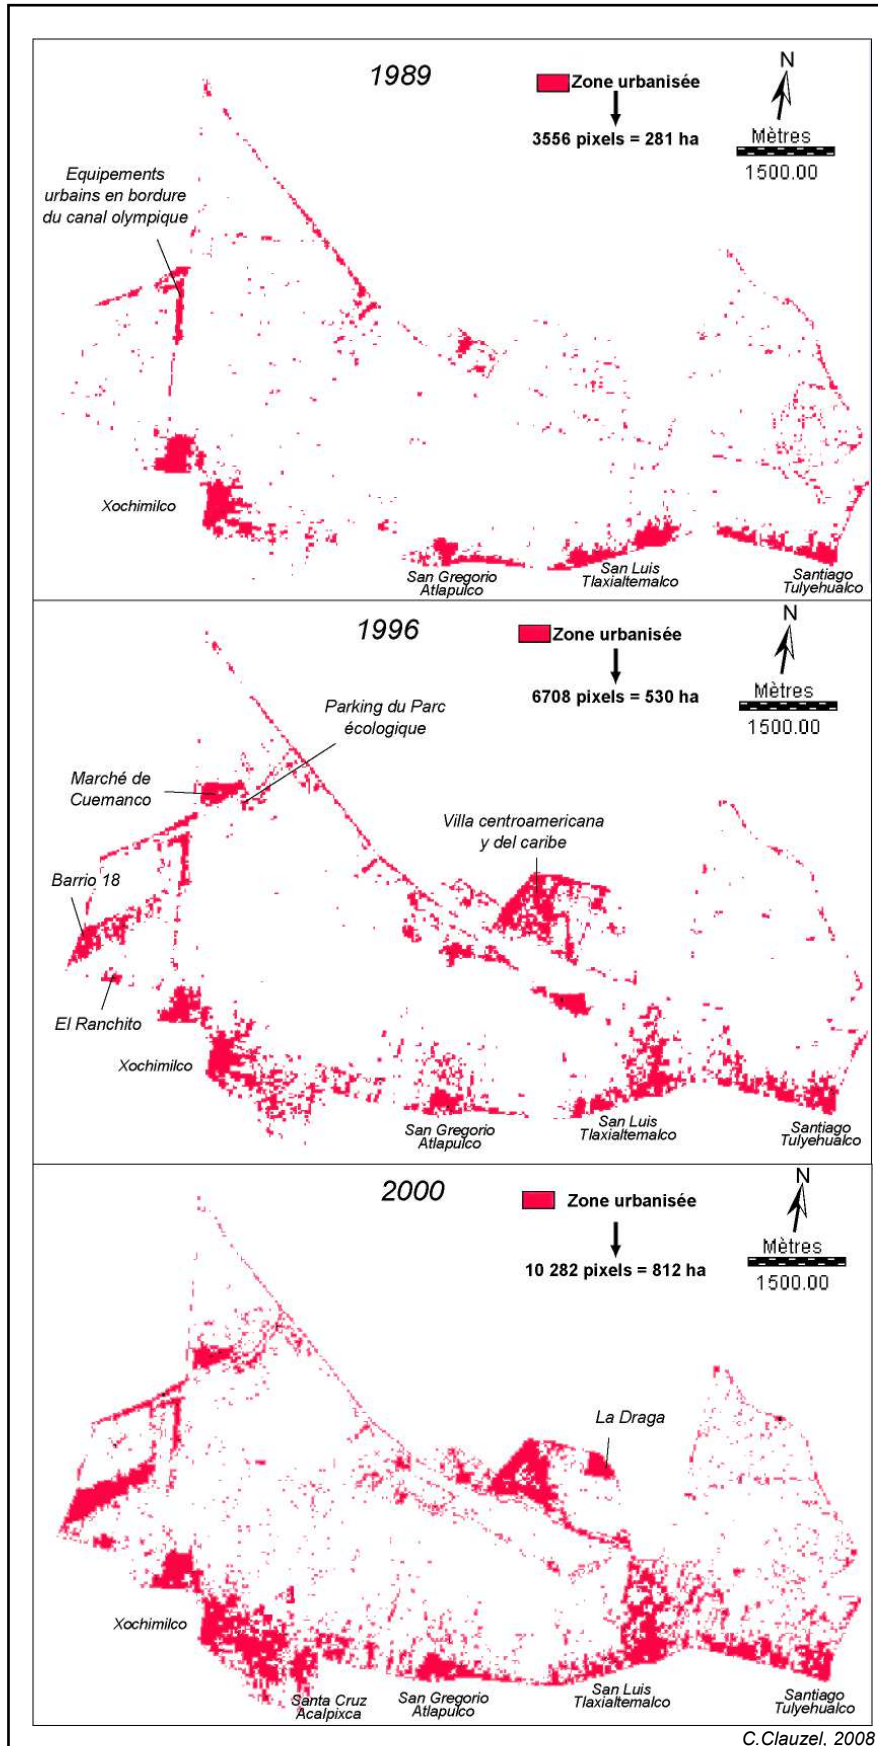 1989
Zone urbanisée
3556 pixels = 281 ha
N
Mètres
1500.00
Equipements
urbains en bordure
du canal olympique
Xochimilco
San Gregorio
Atlapulco
San Luis
Tlaxialtemalco
Santiago
Tulyehualco
1996
Zone urbanisée
6708 pixels = 530 ha
N
Mètres
1500.00
Parking du Parc
écologique
Marché de
Cuemanco
Villa centroamericana
y del caribe
Barrio 18
El Ranchito
Xochimilco
San Gregorio
Atlapulco
San Luis
Tlaxialtemalco
Santiago
Tulyehualco
2000
Zone urbanisée
10 282 pixels = 812 ha
N
Mètres
1500.00
La Draga
Xochimilco
Santa Cruz
Acalpixca
San Gregorio
Atlapulco
San Luis
Tlaxialtemalco
Santiago
Tulyehualco
C.Clauzel, 2008